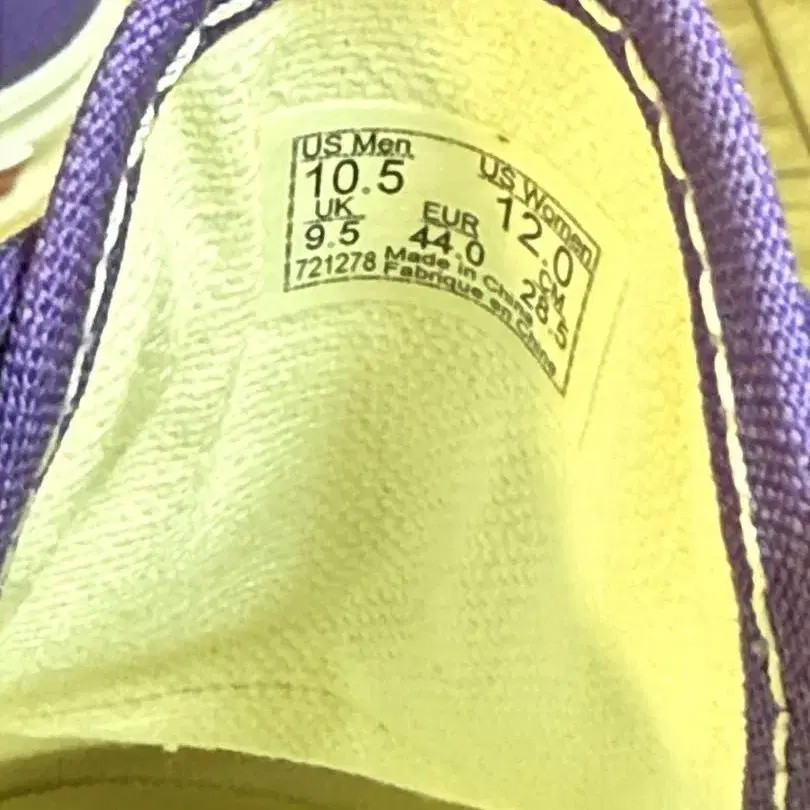 US Men
10.5
US Women
12.0
UK
9.5
EUR
44.0
CM
28.5
721278
Made in China
Fabrique en Chine